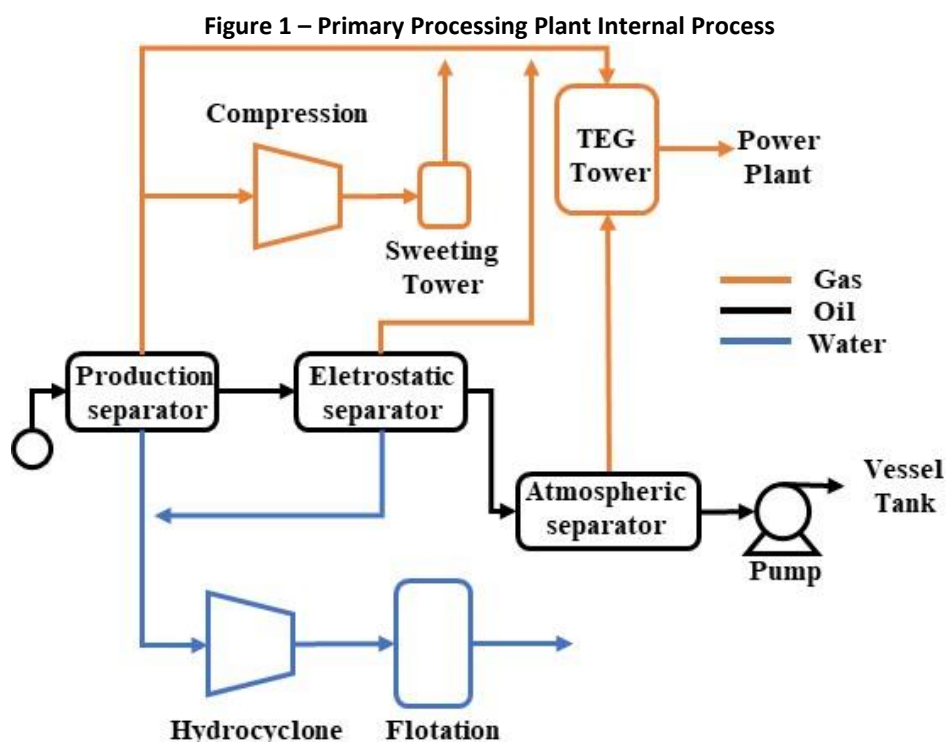 Figure 1 – Primary Processing Plant Internal Process
Compression
TEG
Tower
Power
Plant
Sweeting
Tower
Gas
Oil
Water
Production
separator
Eletrostatic
separator
Atmospheric
separator
Vessel
Tank
Pump
Hydrocyclone
Flotation